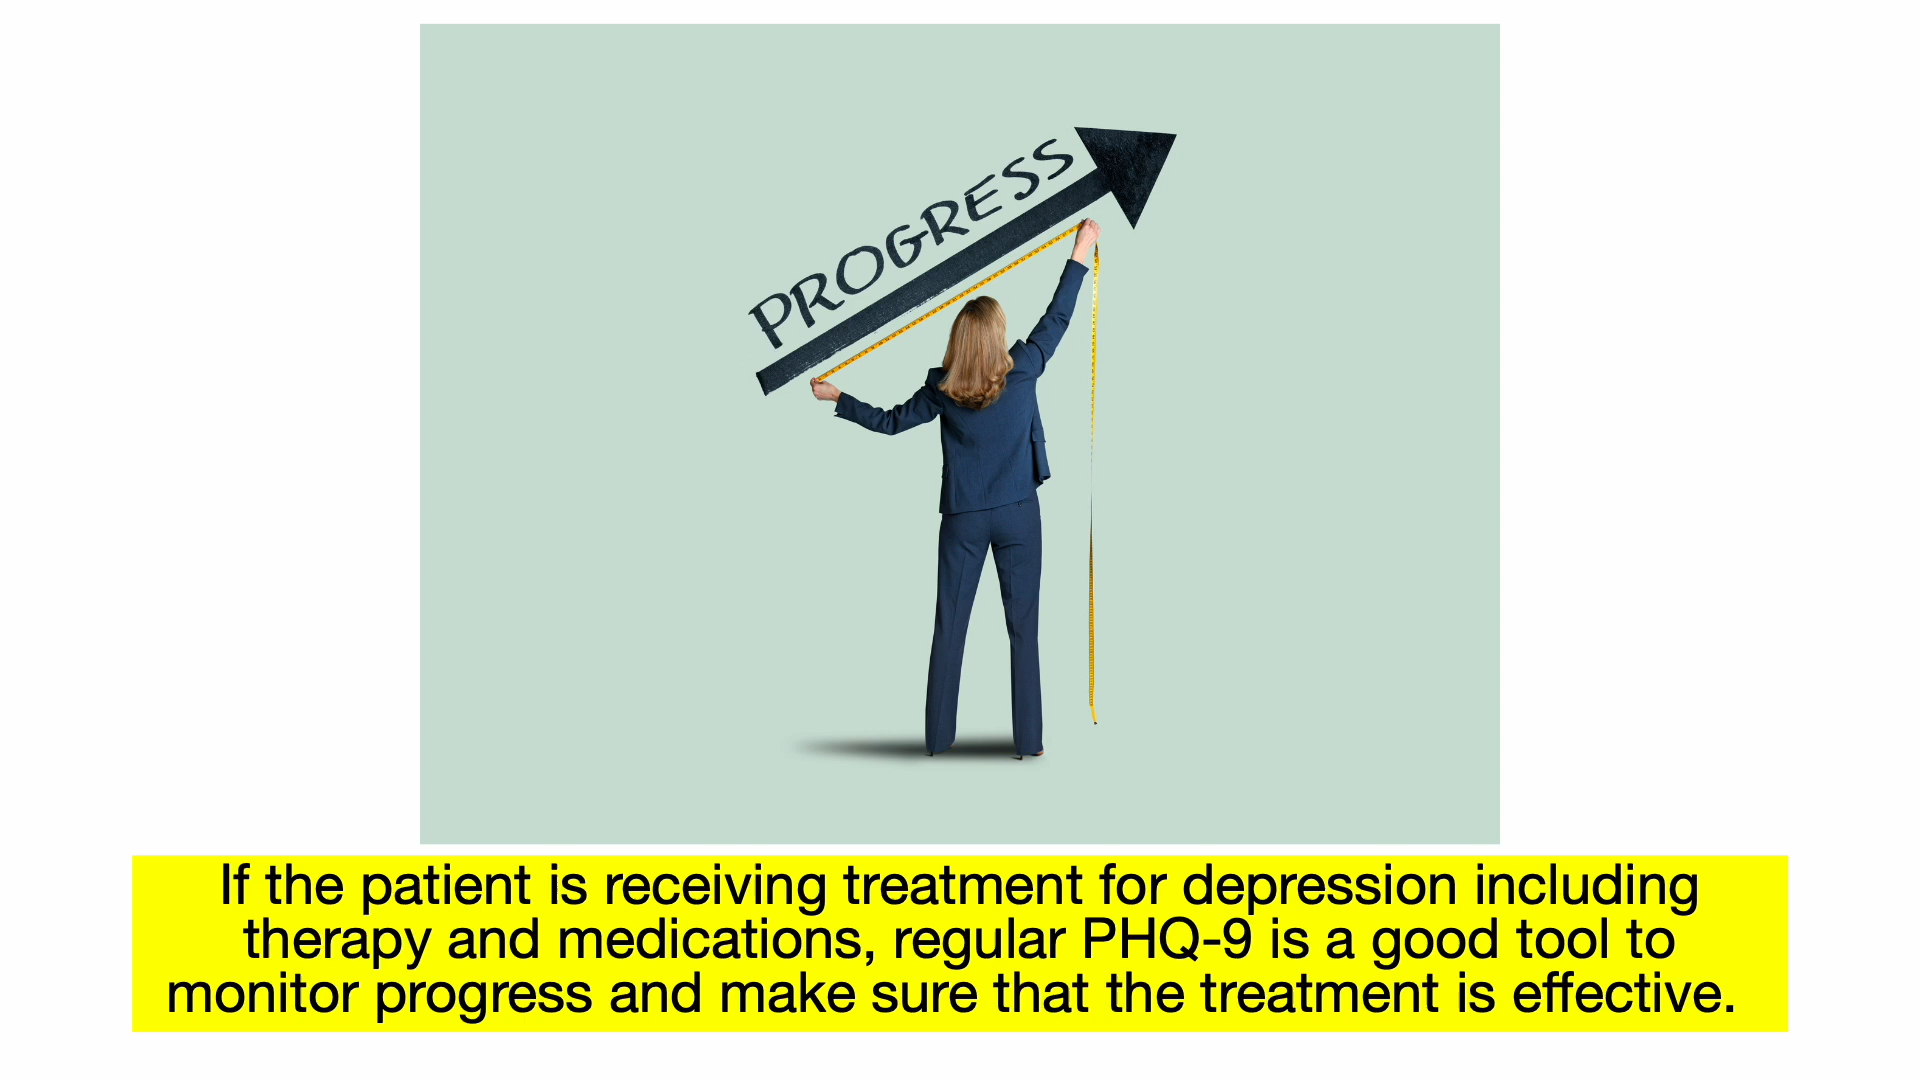 PROGRESS
If the patient is receiving treatment for depression including
therapy and medications, regular PHQ-9 is a good tool to
monitor progress and make sure that the treatment is effective.